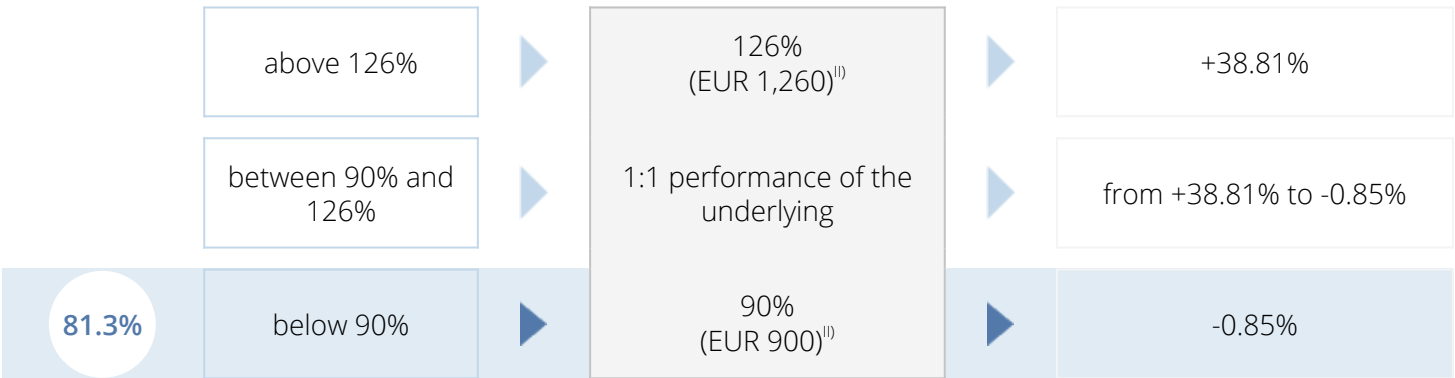 above 126%
126%
(EUR 1,260)II)
+38.81%
between 90% and
126%
1:1 performance of the
underlying
from +38.81% to -0.85%
81.3%
below 90%
90%
(EUR 900)II)
-0.85%